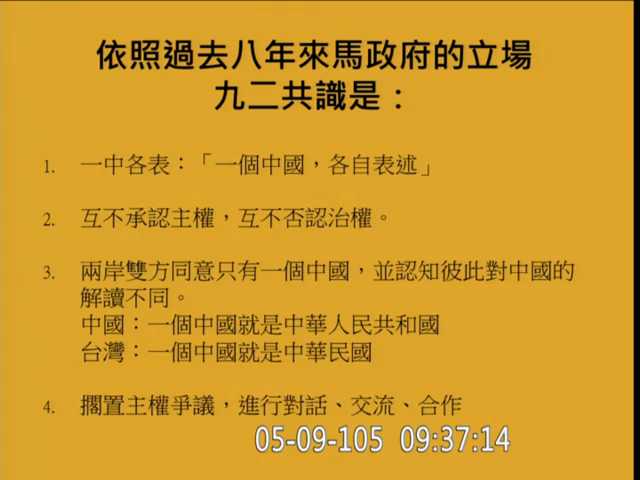 依照過去八年來馬政府的立場
九二共識是：
1. 一中各表：「一個中國，各自表述」
2. 互不承認主權，互不否認治權。
3. 兩岸雙方同意只有一個中國，並認知彼此對中國的
解讀不同。
中國：一個中國就是中華人民共和國
台灣：一個中國就是中華民國
4. 擱置主權爭議，進行對話、交流、合作
05-09-105 09:37:14